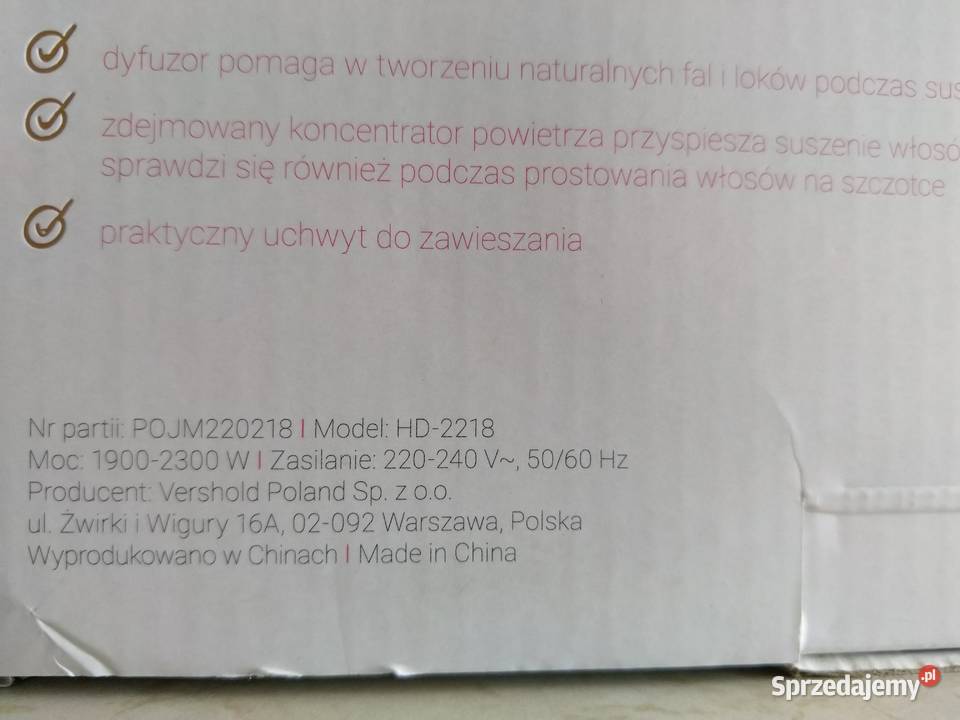 dyfuzor pomaga w tworzeniu naturalnych fal i loków podczas
zdejmowany koncentrator powietrza przyspiesza suszenie
sprawdzi się również podczas prostowania włosów na szczotce
praktyczny uchwyt do zawieszania
Nr partii: POJM220218 | Model: HD-2218
Moc: 1900-2300 W | Zasilanie: 220-240 V~, 50/60 Hz
Producent: Vershold Poland Sp. z o.o.
ul. Żwirki i Wigury 16A, 02-092 Warszawa, Polska
Wyprodukowano w Chinach | Made in China
Sprzedajemy.pl